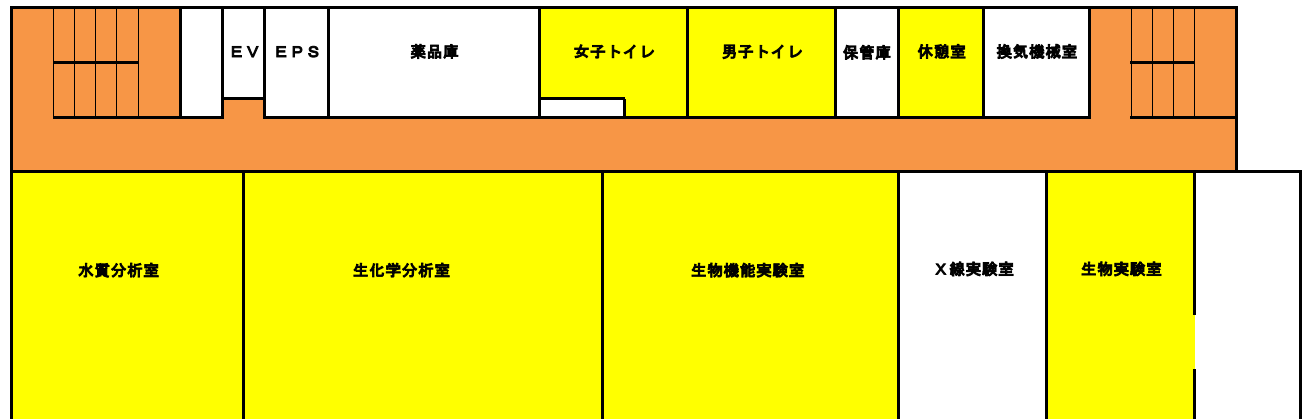 ＥＶ
ＥＰＳ
薬品庫
女子トイレ
男子トイレ
保管庫
休憩室
換気機械室
水質分析室
生化学分析室
生物機能実験室
Ｘ線実験室
生物実験室